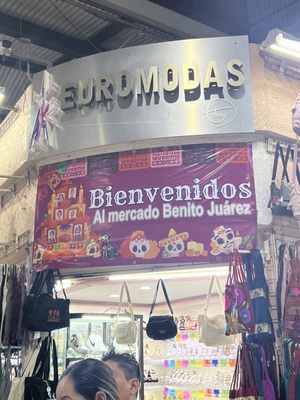 EUROMODAS
Bienvenidos
Al mercado Benito Juárez